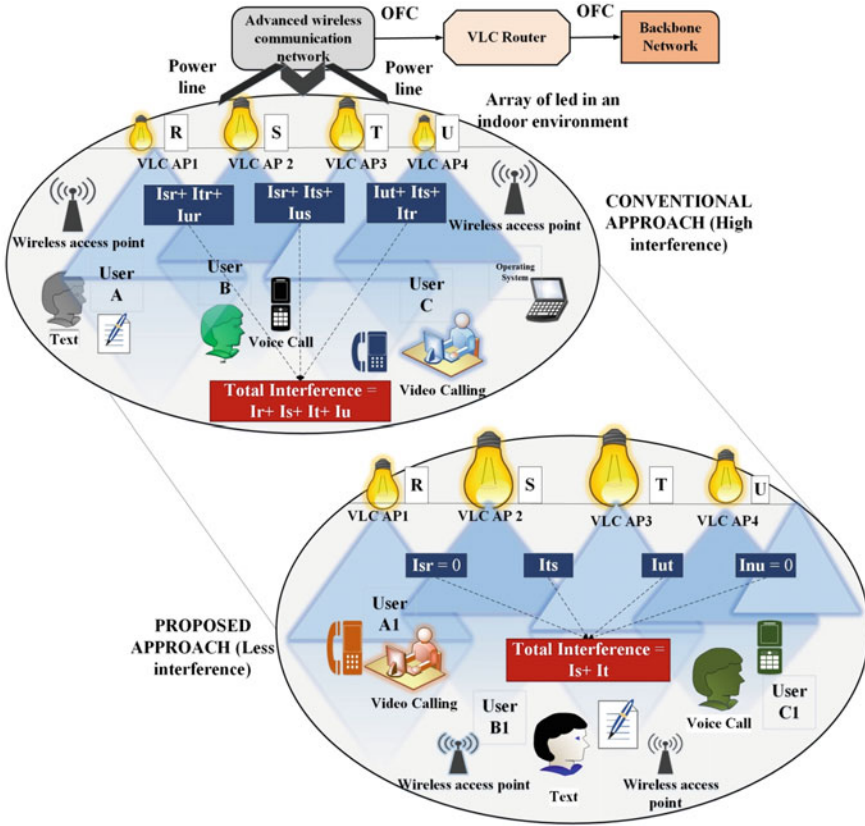 Advanced wireless
communication
network
OFC
VLC Router
OFC
Backbone
Network
Power
line
Power
line
Array of led in an
indoor environment
R
S
T
U
VLC AP1
VLC AP 2
VLC AP3
VLC AP4
Isr+ Itr+
Iur
Isr+ Its+
Ius
Iut+ Its+
Itr
Wireless access point
Wireless access
point
CONVENTIONAL
APPROACH (High
interference)
User
A
User
B
User
C
Operating
System
Text
Voice Call
Video Calling
Total Interference =
Ir+ Is+ It+ Iu
R
S
T
U
VLC AP1
VLC AP 2
VLC AP3
VLC AP4
Isr = 0
Its
Iut
Inu = 0
PROPOSED
APPROACH (Less
interference)
User
A1
Total Interference =
Is+ It
Video Calling
User
B1
Voice Call
User
C1
Wireless access point
Text
Wireless access
point